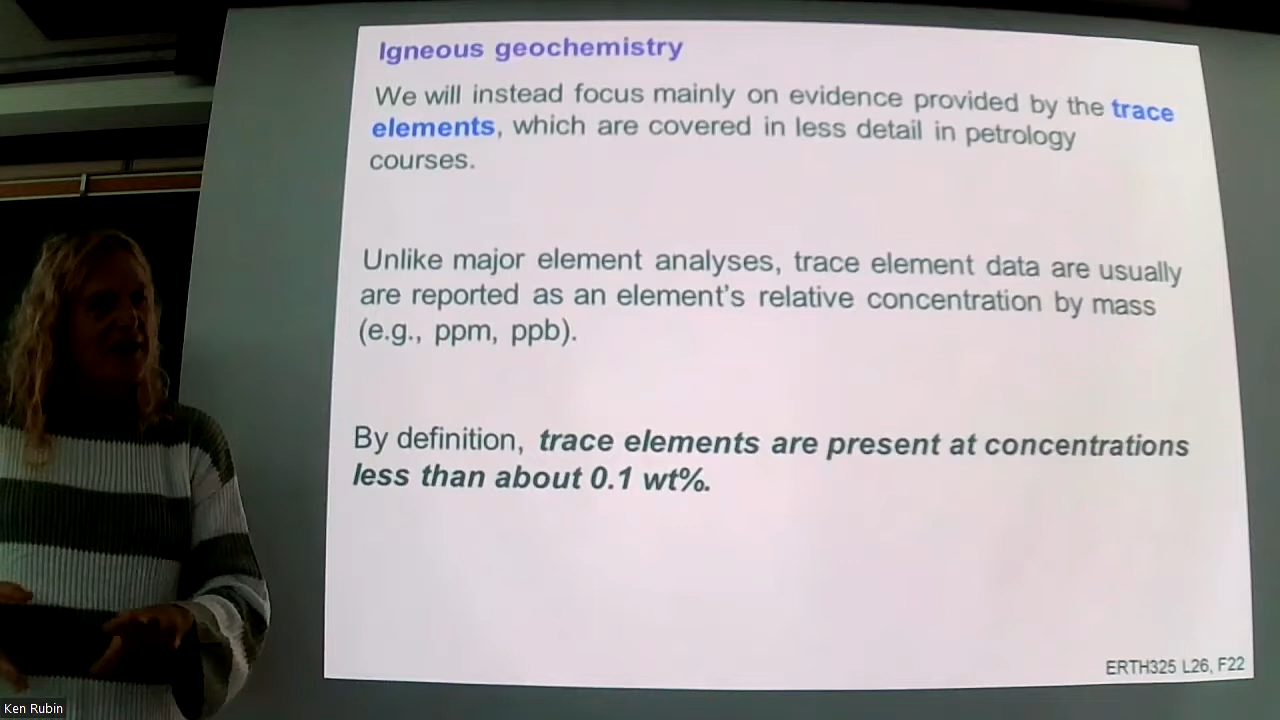 Igneous geochemistry
We will instead focus mainly on evidence provided by the trace
elements, which are covered in less detail in petrology
courses.
Unlike major element analyses, trace element data are usually
are reported as an element's relative concentration by mass
(e.g., ppm, ppb).
By definition, trace elements are present at concentrations
less than about 0.1 wt%.
ERTH325 L26, F22
Ken Rubin